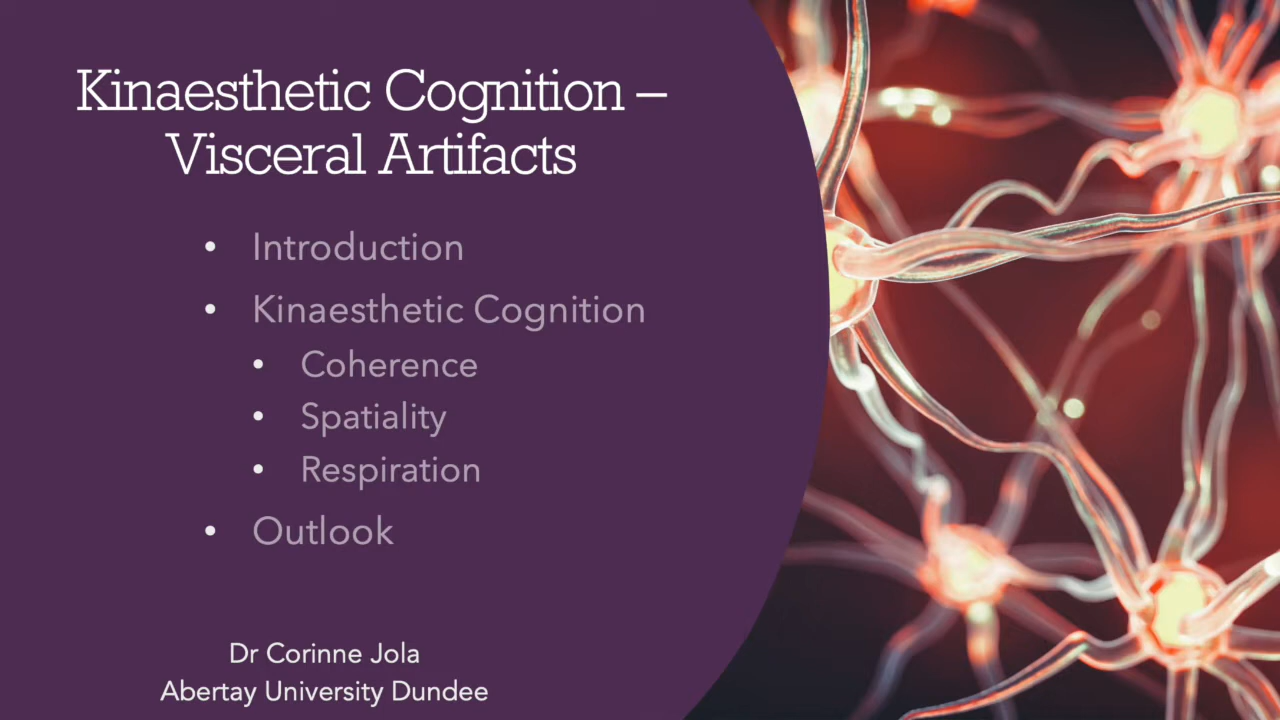 Kinaesthetic Cognition –
Visceral Artifacts
• Introduction
• Kinaesthetic Cognition
• Coherence
• Spatiality
• Respiration
• Outlook
Dr Corinne Jola
Abertay University Dundee